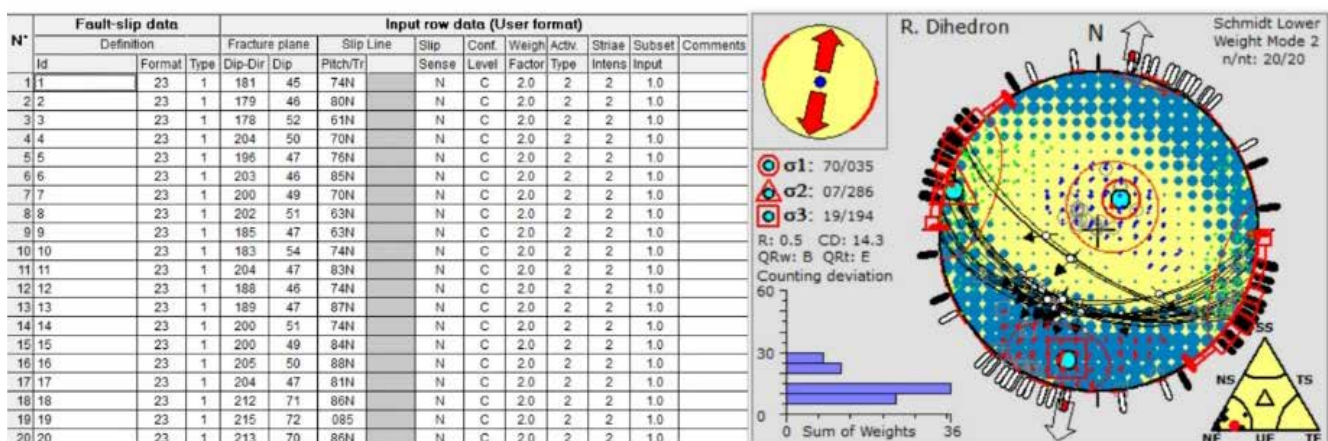 Fault-slip data Input row data (User format)
N° Definition Fracture plane Slip Line Slip Conf. Weigh Activ. Striae Subset Comments
Id Format Type Dip-Dir Dip Pitch/Tr Sense Level Factor Type Intens Input
1 1 23 1 181 45 74N N C 2.0 2 2 1.0
2 2 23 1 179 46 80N N C 2.0 2 2 1.0
3 3 23 1 178 52 61N N C 2.0 2 2 1.0
4 4 23 1 204 50 70N N C 2.0 2 2 1.0
5 5 23 1 196 47 76N N C 2.0 2 2 1.0
6 6 23 1 203 46 85N N C 2.0 2 2 1.0
7 7 23 1 200 49 70N N C 2.0 2 2 1.0
8 8 23 1 202 51 63N N C 2.0 2 2 1.0
9 9 23 1 185 47 63N N C 2.0 2 2 1.0
10 10 23 1 183 54 74N N C 2.0 2 2 1.0
11 11 23 1 204 47 83N N C 2.0 2 2 1.0
12 12 23 1 188 46 74N N C 2.0 2 2 1.0
13 13 23 1 189 47 87N N C 2.0 2 2 1.0
14 14 23 1 200 51 74N N C 2.0 2 2 1.0
15 15 23 1 200 49 84N N C 2.0 2 2 1.0
16 16 23 1 205 50 88N N C 2.0 2 2 1.0
17 17 23 1 204 47 81N N C 2.0 2 2 1.0
18 18 23 1 212 71 86N N C 2.0 2 2 1.0
19 19 23 1 215 72 085 N C 2.0 2 2 1.0
20 20 23 1 213 70 86N N C 2.0 2 2 1.0
R. Dihedron
N
Schmidt Lower
Weight Mode 2
n/nt: 20/20
σ1: 70/035
σ2: 07/286
σ3: 19/194
R: 0.5 CD: 14.3
QRw: B QRt: E
Counting deviation
60
30
0
0 Sum of Weights 36
SS
NS TS
NF UF TF